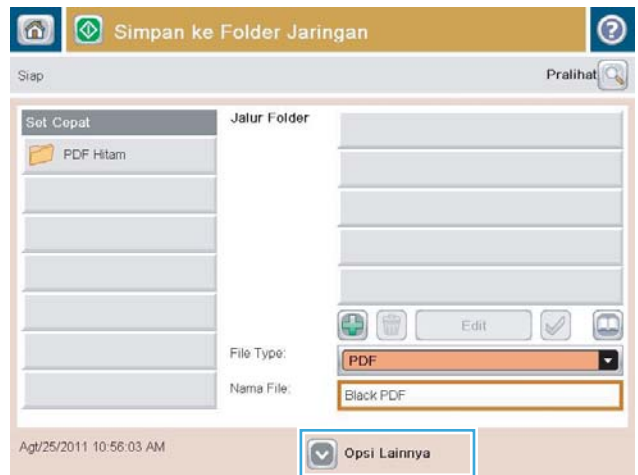 Simpan ke Folder Jaringan
Siap
Pralihat
Set Cepat
Jalur Folder
PDF Hitam
Edit
File Type:
PDF
Nama File:
Black PDF
Agt/25/2011 10:56:03 AM
Opsi Lainnya